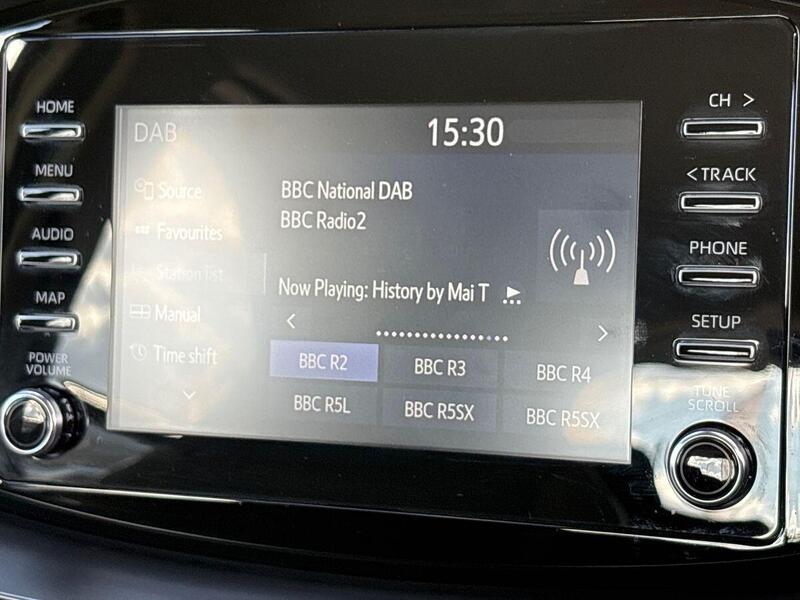 HOME
MENU
AUDIO
MAP
POWER
VOLUME
DAB
15:30
Source
Favourites
Station list
Manual
Time shift
BBC National DAB
BBC Radio2
Now Playing: History by Mai T
BBC R2 BBC R3 BBC R4
BBC R5L BBC R5SX BBC R5SX
CH >
< TRACK
PHONE
SETUP
TUNE
SCROLL